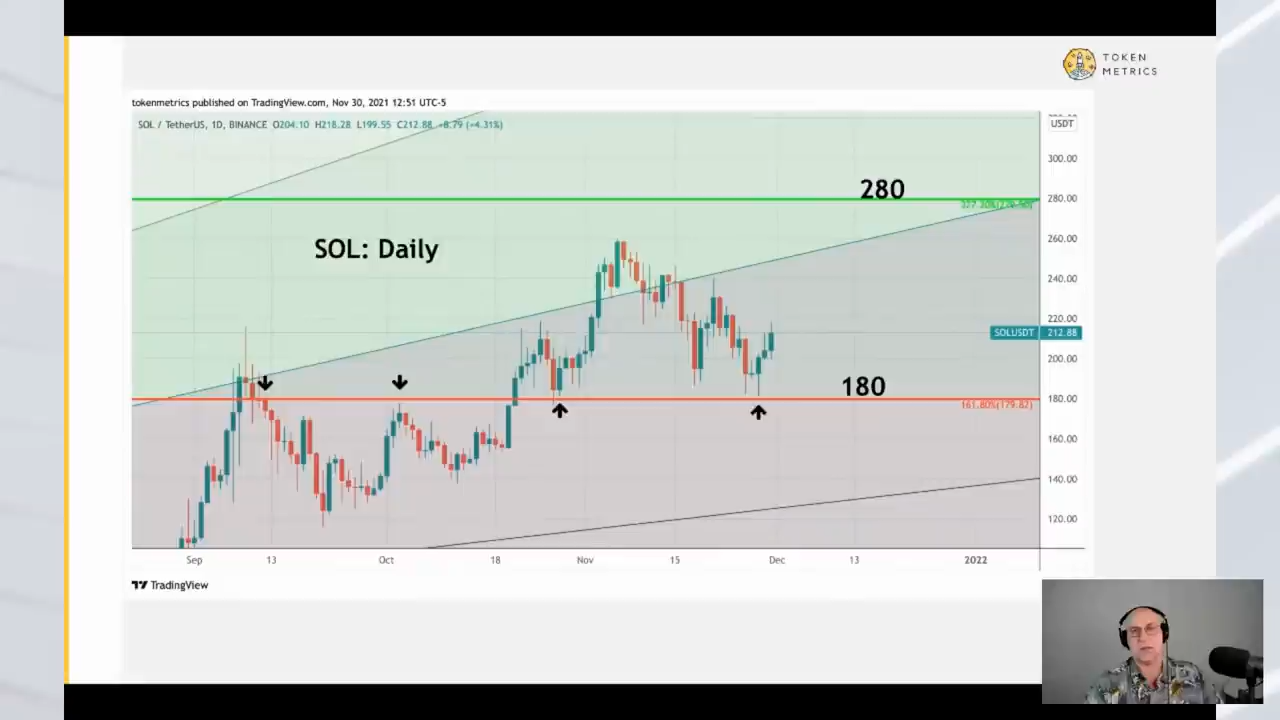 TOKEN
METRICS
tokenmetrics published on TradingView.com, Nov 30, 2021 12:51 UTC-5
SOL / TetherUS, 1D, BINANCE O204.10 H218.28 L199.55 C212.88 +8.79 (+4.31%)
USDT
300.00
280
280.00
SOL: Daily
260.00
240.00
220.00
SOLUSDT 212.88
200.00
180
180.00
161.80%(179.82)
160.00
140.00
120.00
Sep 13 Oct 18 Nov 15 Dec 13 2022
TradingView